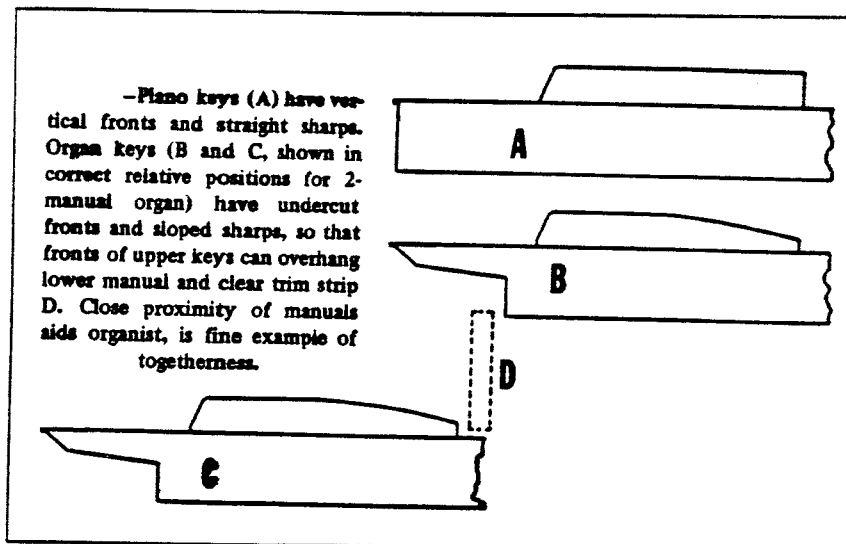 –Piano keys (A) have ver-
tical fronts and straight sharps.
Organ keys (B and C, shown in
correct relative positions for 2-
manual organ) have undercut
fronts and sloped sharps, so that
fronts of upper keys can overhang
lower manual and clear trim strip
D. Close proximity of manuals
aids organist, is fine example of
togetherness.
A
B
D
C